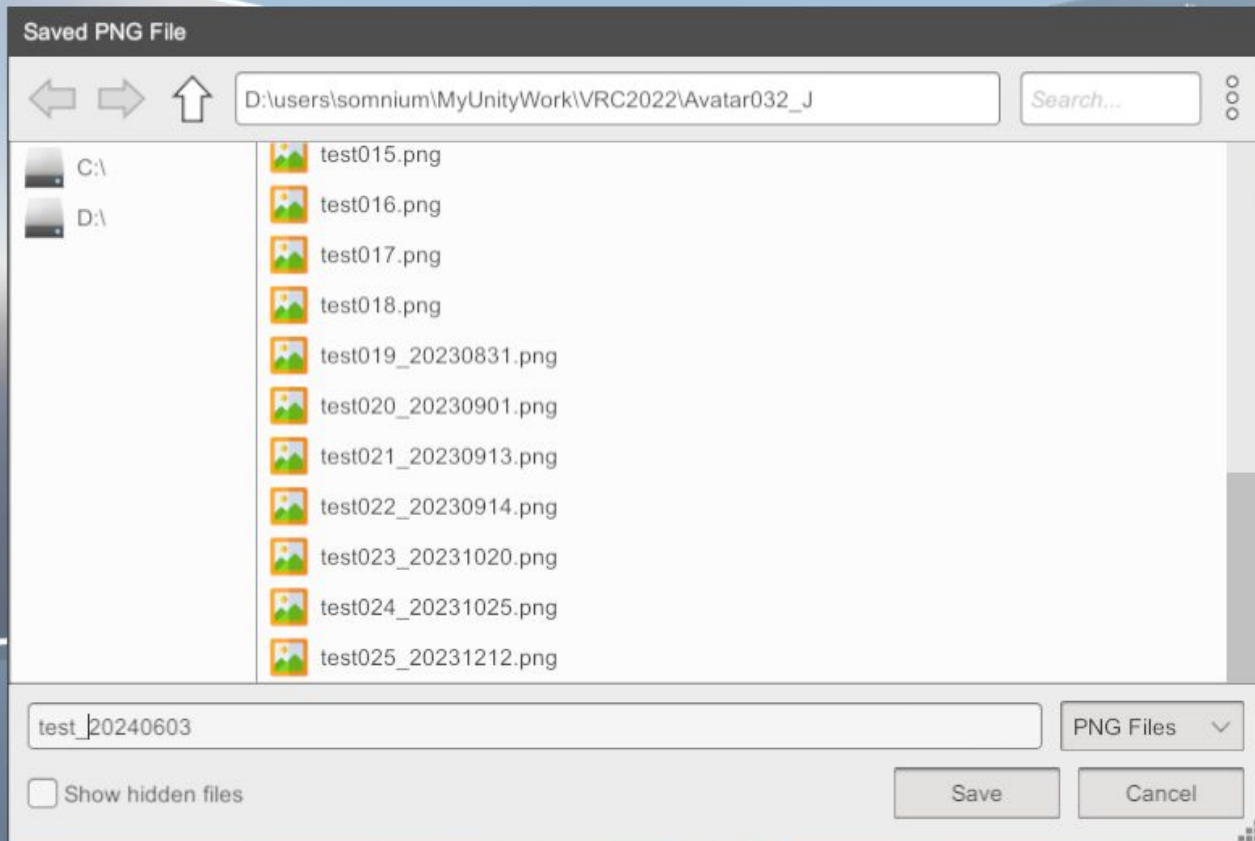 Saved PNG File
D:\users\somnium\MyUnityWork\VRC2022\Avatar032_J
Search...
C:\
D:\
test015.png
test016.png
test017.png
test018.png
test019_20230831.png
test020_20230901.png
test021_20230913.png
test022_20230914.png
test023_20231020.png
test024_20231025.png
test025_20231212.png
test_20240603
PNG Files
Show hidden files
Save
Cancel